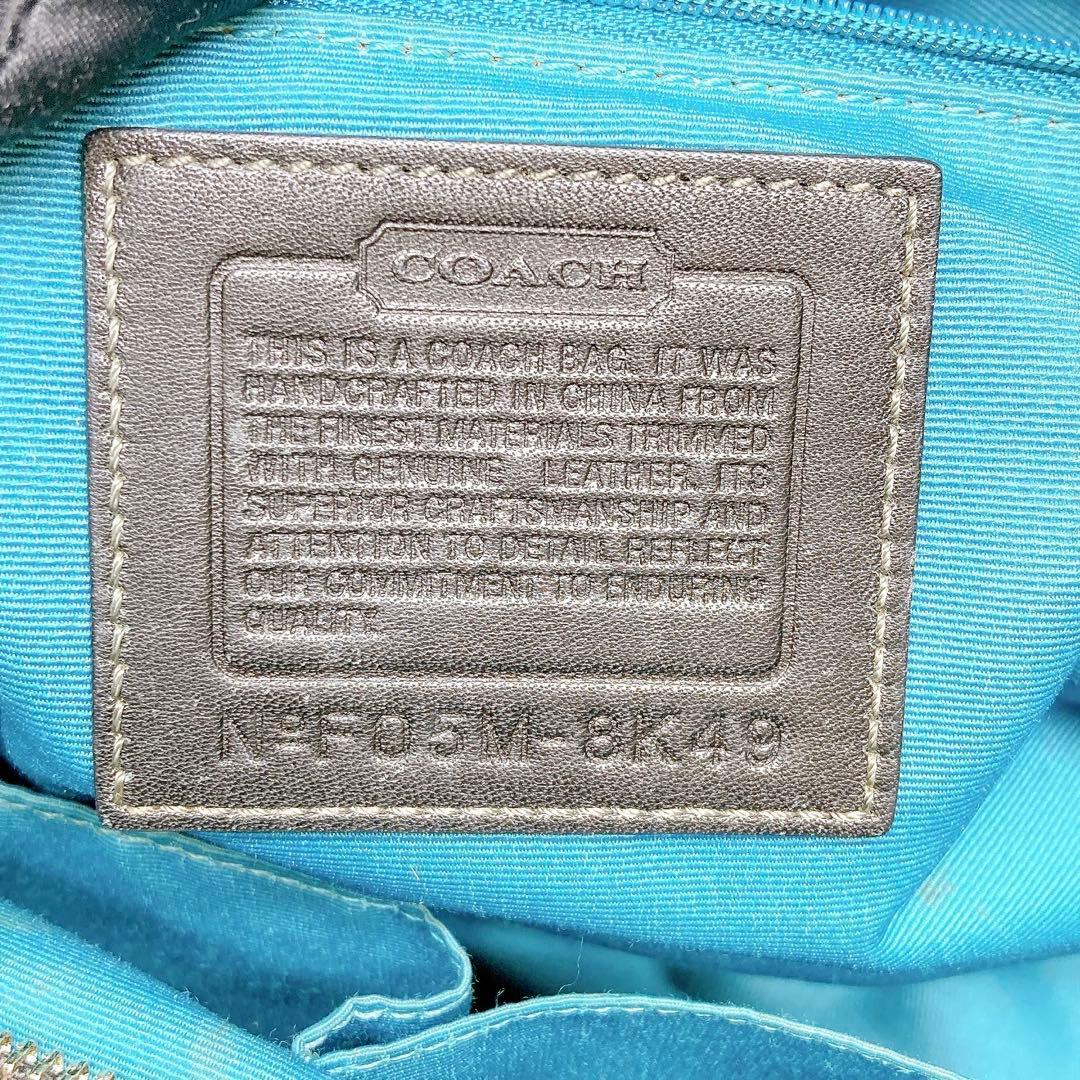 COACH
THIS IS A COACH BAG. IT WAS
HANDCRAFTED IN CHINA FROM
THE FINEST MATERIALS TRIMMED
WITH GENUINE LEATHER. ITS
SUPERIOR CRAFTSMANSHIP AND
ATTENTION TO DETAIL REFLECT
OUR COMMITMENT TO ENDURING
QUALITY.
NºF05M-8K49